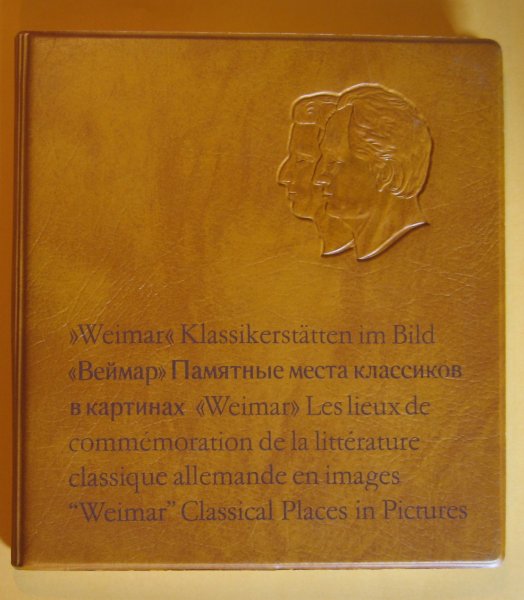 »Weimar« Klassikerstätten im Bild
«Веймар» Памятные места классиков
в картинах «Weimar» Les lieux de
commémoration de la littérature
classique allemande en images
“Weimar” Classical Places in Pictures